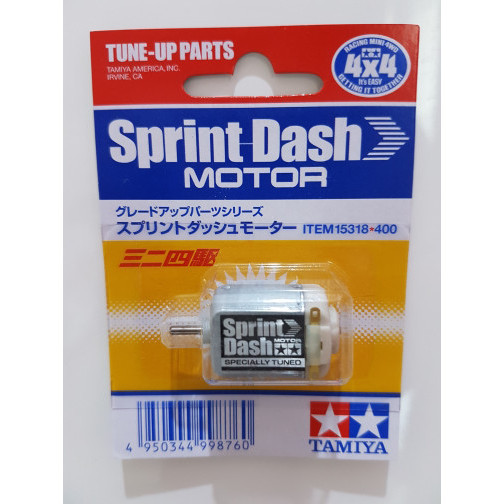 TUNE-UP PARTS
TAMIYA AMERICA, INC.
IRVINE, CA
RACING MINI 4WD
4x4
It's EASY
GETTING IT TOGETHER
Sprint Dash
MOTOR
グレードアップパーツシリーズ
スプリントダッシュモーター ITEM 15318*400
ミニ四駆
Sprint
Dash
MOTOR
SPECIALLY TUNED
4 950344 998760
TAMIYA